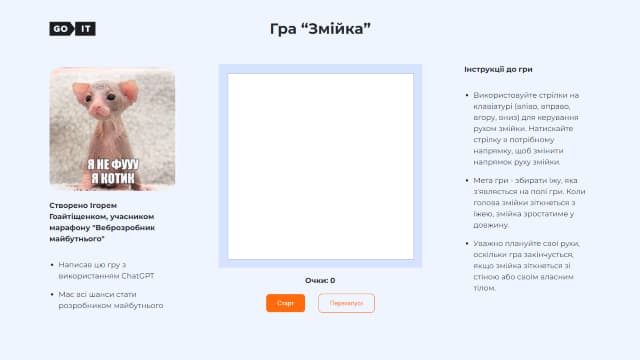 GO IT
Гра “Змійка”
Я НЕ ФУУУ
Я КОТИК
Створено Ігорем
Гоайтіщенком, учасником
марафону "Веброзробник
майбутнього"
Написав цю гру з
використанням ChatGPT
Має всі шанси стати
розробником майбутнього
Очки: 0
Старт
Перезапуск
Інструкції до гри
Використовуйте стрілки на
клавіатурі (вліво, вправо,
вгору, вниз) для керування
рухом змійки. Натискайте
стрілку в потрібному
напрямку, щоб змінити
напрямок руху змійки.
Мета гри - збирати їжу, яка
з'являється на полі гри. Коли
голова змійки зіткнеться з
їжею, змійка зростатиме у
довжину.
Уважно плануйте свої рухи,
оскільки гра закінчується,
якщо змійка зіткнеться зі
стіною або своїм власним
тілом.